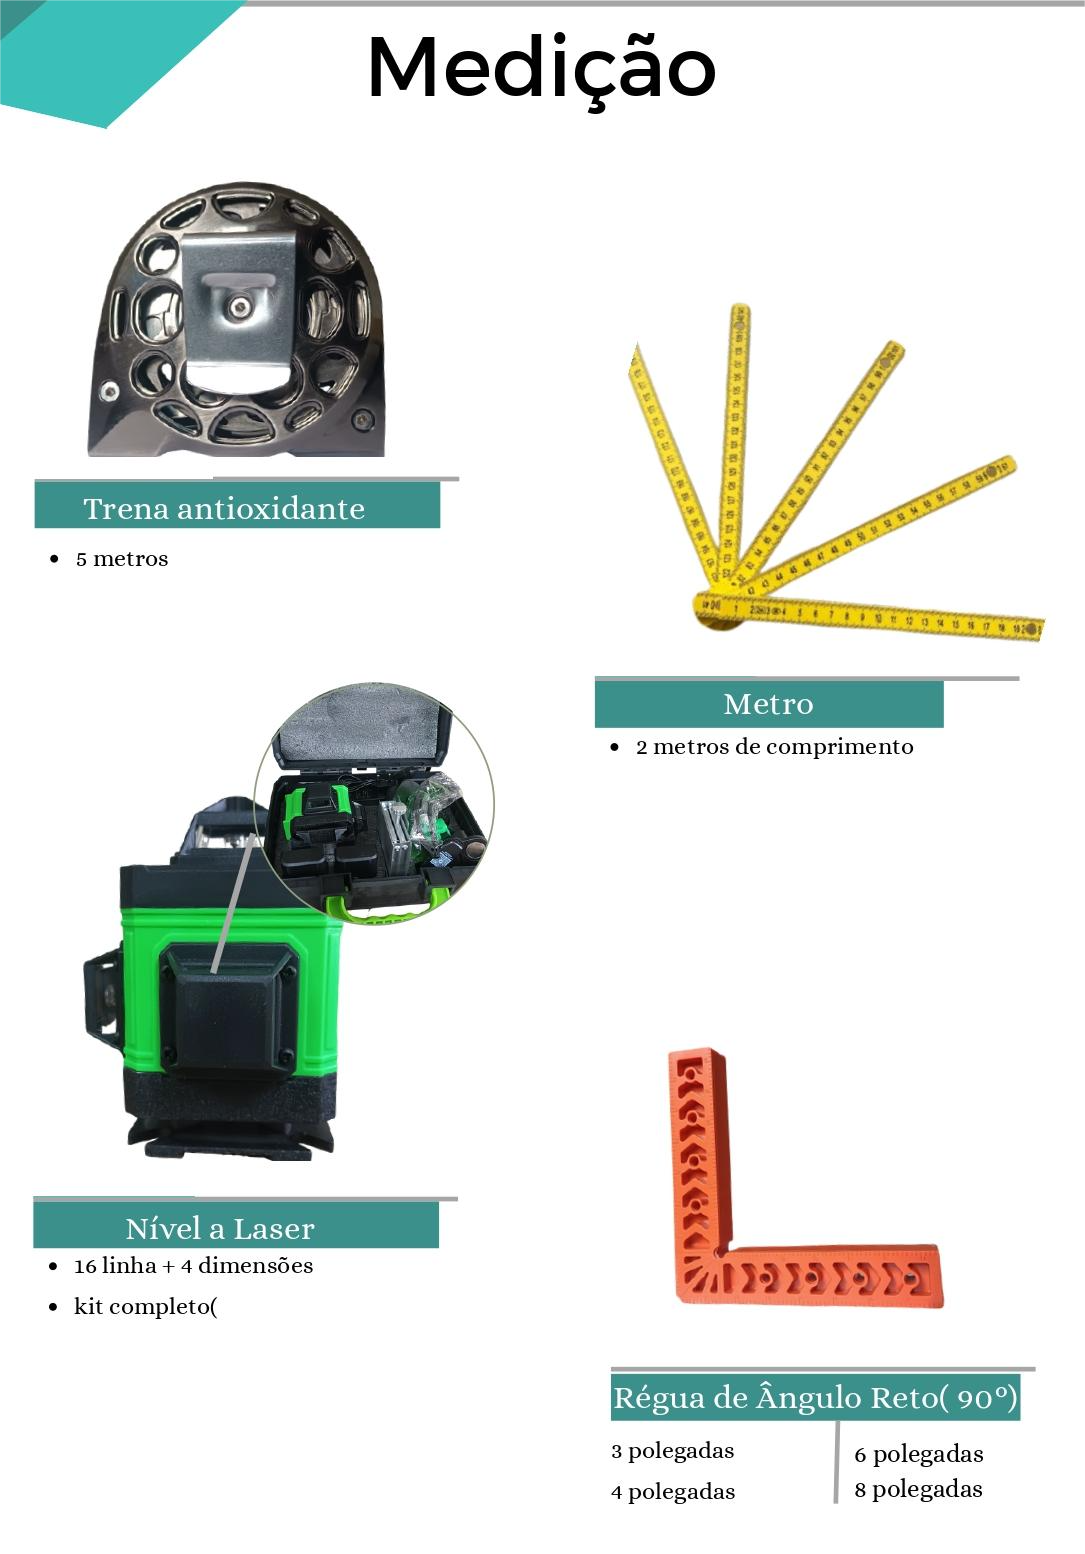 Medição
Trena antioxidante
5 metros
Metro
2 metros de comprimento
Nível a Laser
16 linha + 4 dimensões
kit completo(
Régua de Ângulo Reto( 90º)
3 polegadas
4 polegadas
6 polegadas
8 polegadas